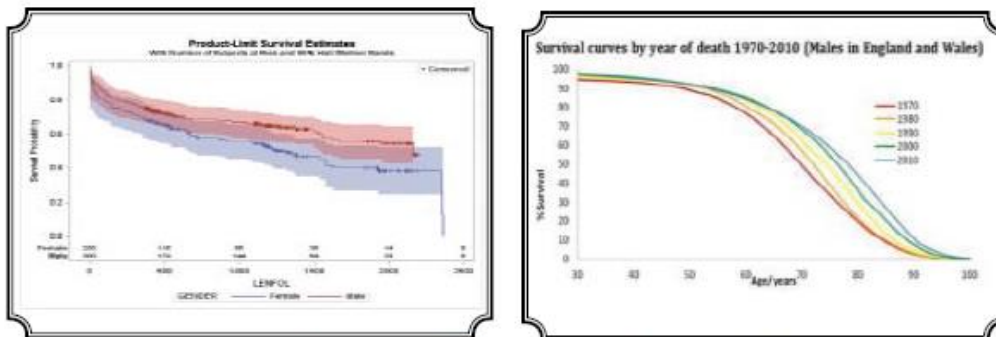 Product-Limit Survival Estimates
With Number of Subjects at Risk and 95% Hall-Wellner Bands
+ Censored
Survival Probability
1.0
0.8
0.6
0.4
0.2
0.0
Female
Male
0
500
1000
1500
2000
2500
LENFOL
GENDER Female Male
Survival curves by year of death 1970-2010 (Males in England and Wales)
% Survival
100
90
80
70
60
50
40
30
20
10
0
1970
1980
1990
2000
2010
30 40 50 60 70 80 90 100
Age/years